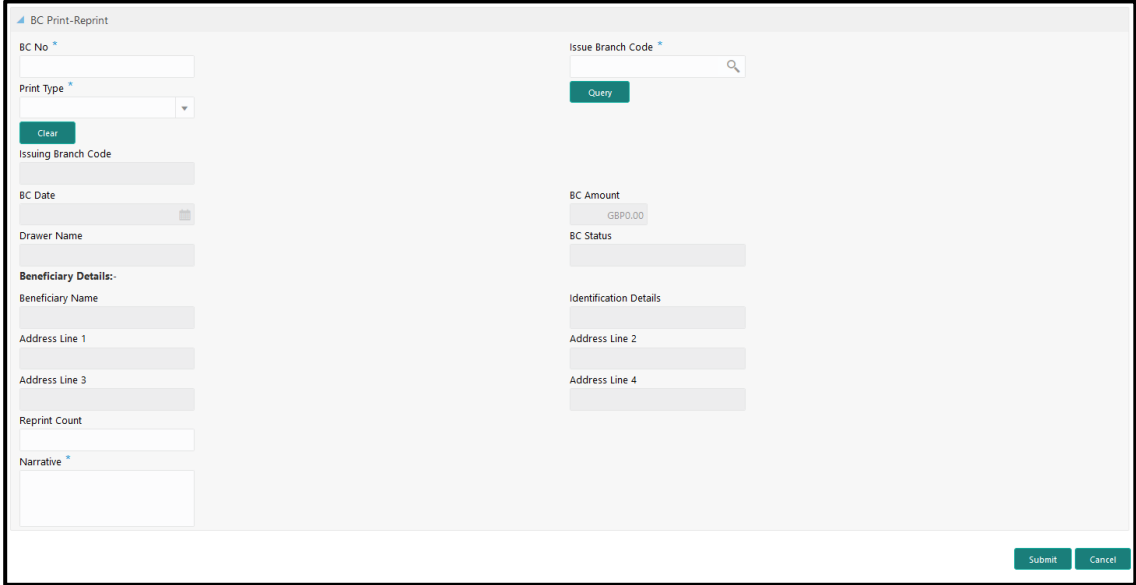 BC Print-Reprint
BC No * Issue Branch Code *
Print Type * Query
Clear
Issuing Branch Code
BC Date BC Amount
GBP0.00
Drawer Name BC Status
Beneficiary Details:-
Beneficiary Name Identification Details
Address Line 1 Address Line 2
Address Line 3 Address Line 4
Reprint Count
Narrative *
Submit Cancel